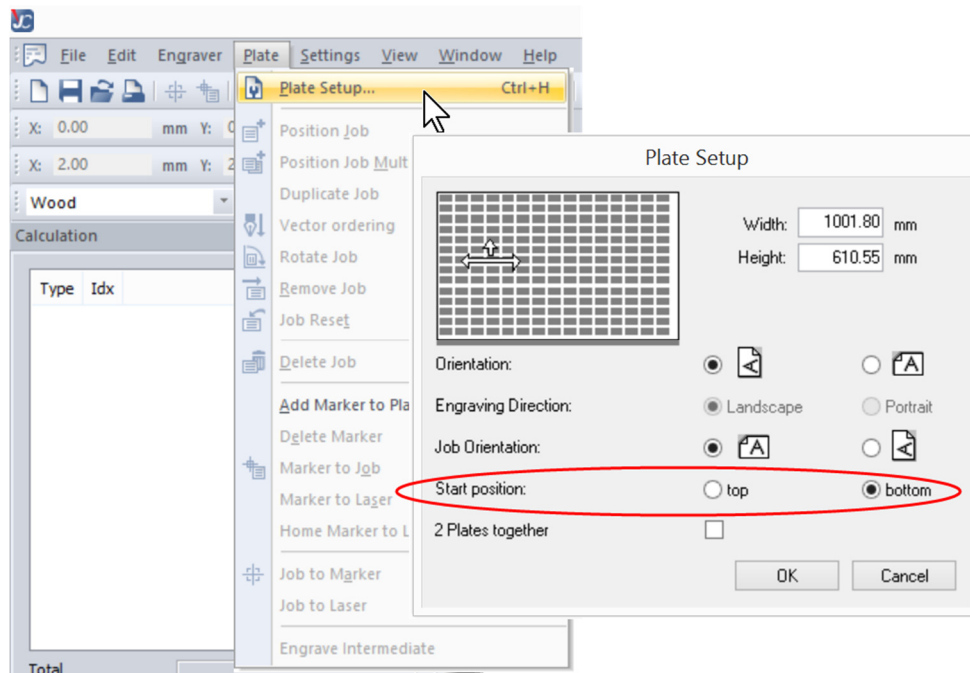 JC
File Edit Engraver Plate Settings View Window Help
Plate Setup... Ctrl+H
X: 0.00 mm Y: 0
Position Job
X: 2.00 mm Y: 2
Position Job Mult
Plate Setup
Wood
Duplicate Job
Vector ordering
Width: 1001.80 mm
Calculation
Rotate Job
Height: 610.55 mm
Type Idx
Remove Job
Job Reset
Delete Job
Orientation: A A
Add Marker to Pla
Engraving Direction: Landscape Portrait
Delete Marker
Job Orientation: A A
Marker to Job
Marker to Laser
Start position: top bottom
Home Marker to L
2 Plates together
Job to Marker
OK Cancel
Job to Laser
Engrave Intermediate
Total